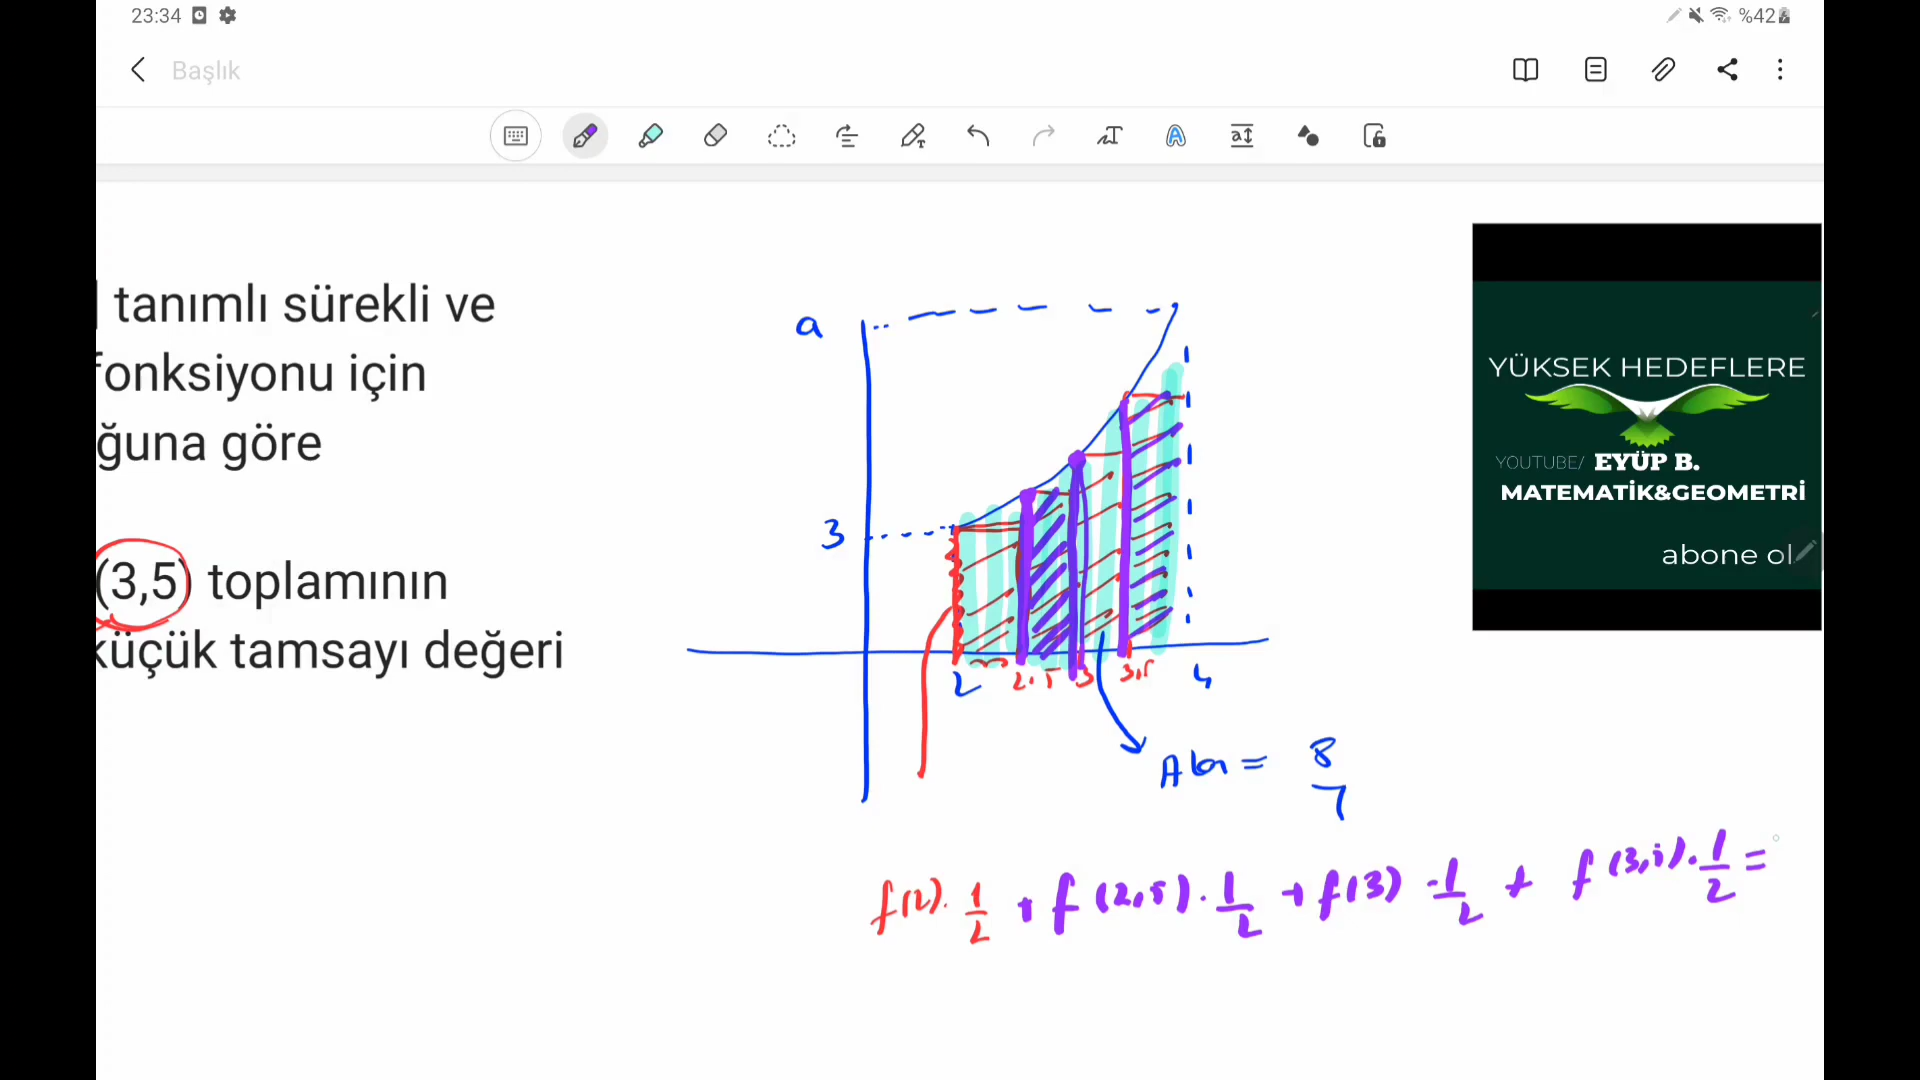 23:34
%42
Başlık
tanımlı sürekli ve
fonksiyonu için
ğuna göre
(3,5) toplamının
küçük tamsayı değeri
a
3
2 2,5 3 3,5 4
Alan = 8
7
f(2).1/2 + f(2,5).1/2 + f(3).1/2 + f(3,5).1/2 =
YÜKSEK HEDEFLERE
YOUTUBE/ EYÜP B.
MATEMATİK&GEOMETRİ
abone ol